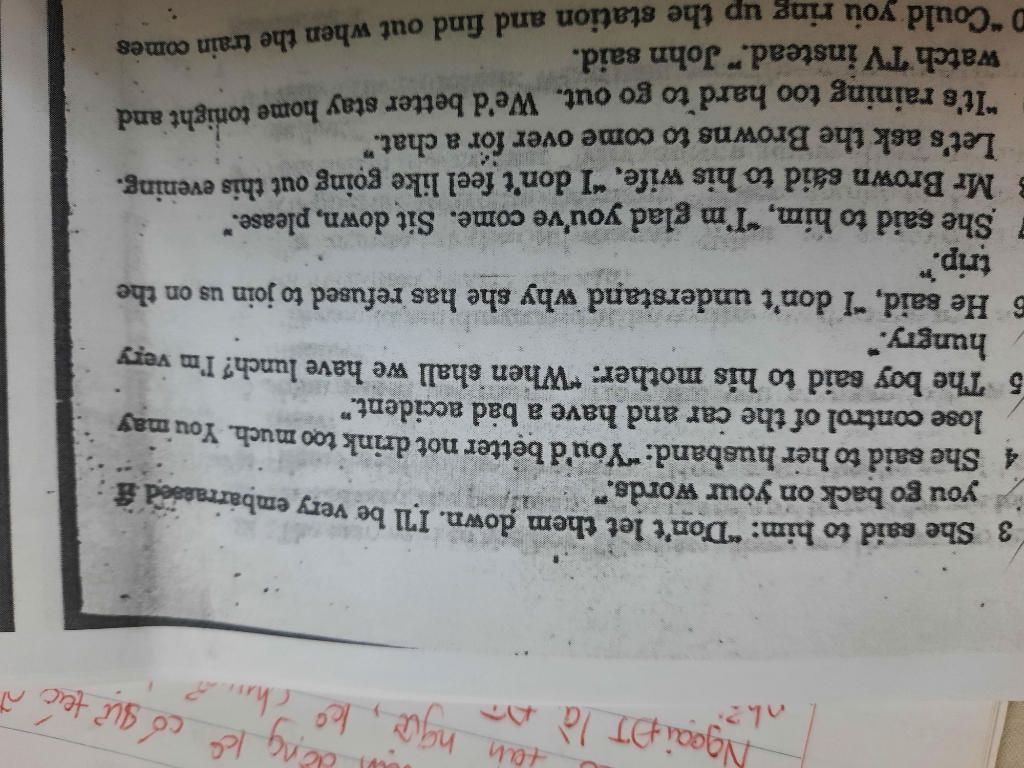 Ngoại ĐT là
3 She said to him: "Don't let them down. I'll be very embarrassed if
you go back on your words."
4 She said to her husband: "You'd better not drink too much. You may
lose control of the car and have a bad accident."
5 The boy said to his mother: "When shall we have lunch? I'm very
hungry."
6 He said, "I don't understand why she has refused to join us on the
trip."
She said to him, "I'm glad you've come. Sit down, please."
8 Mr Brown said to his wife, "I don't feel like going out this evening.
Let's ask the Browns to come over for a chat."
"It's raining too hard to go out. We'd better stay home tonight and
watch TV instead." John said.
0 "Could you ring up the station and find out when the train comes